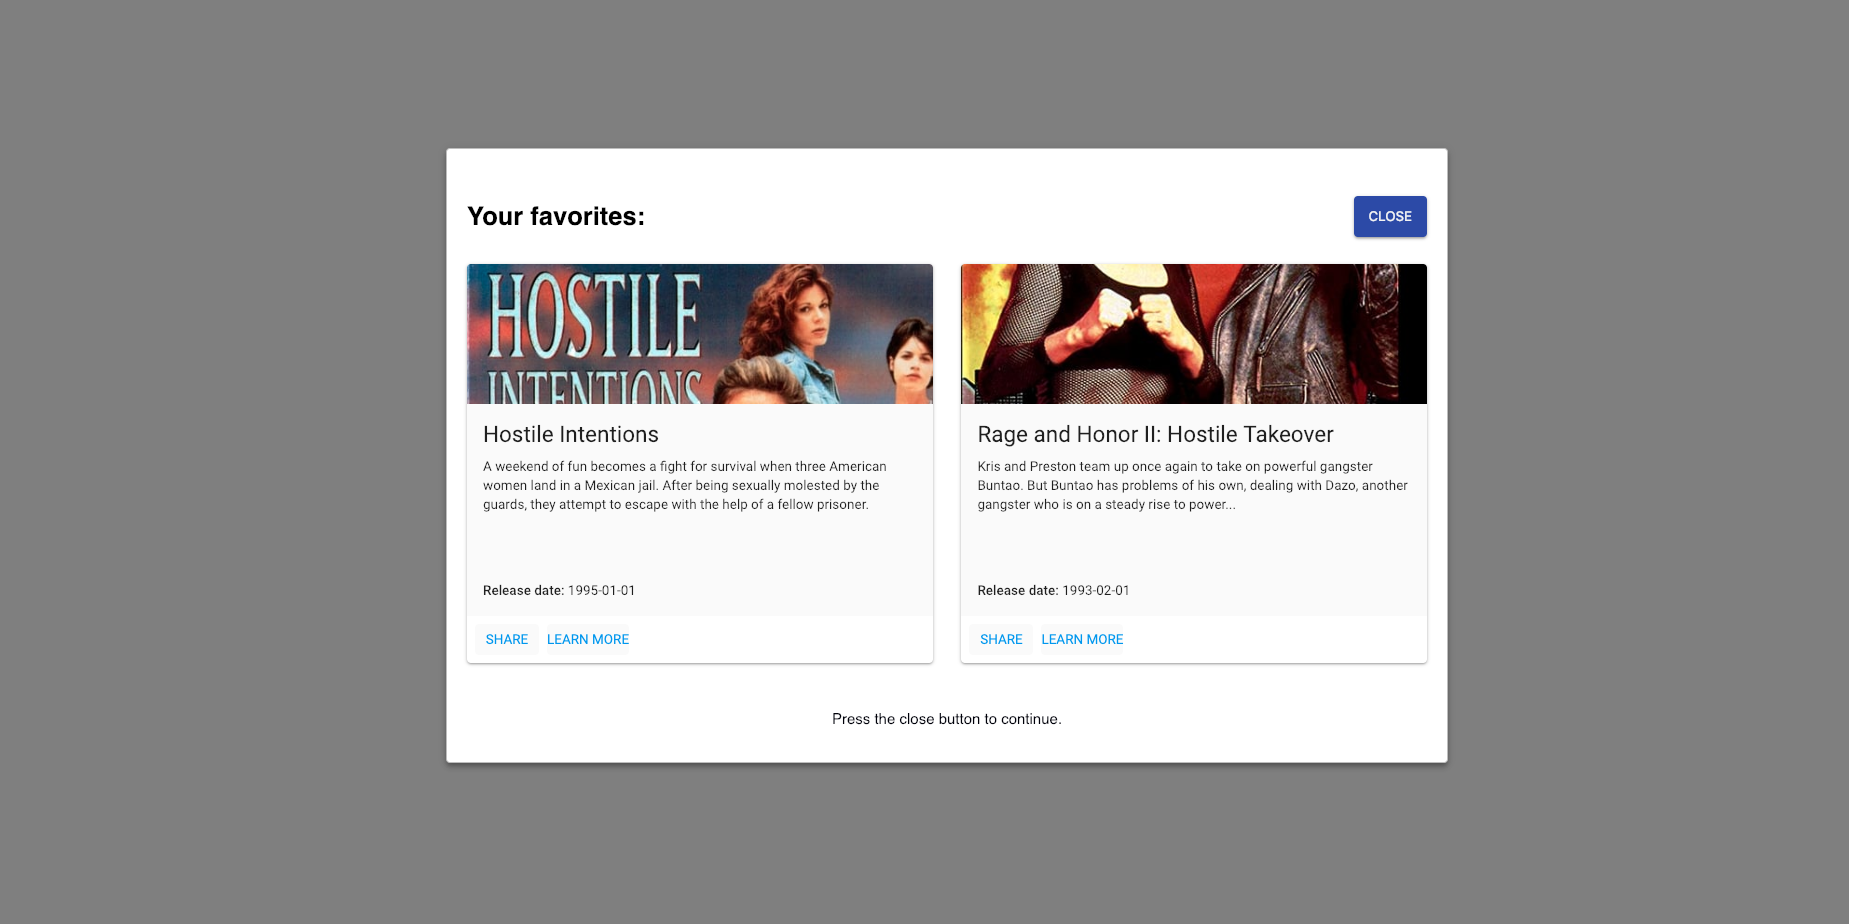 Your favorites:
CLOSE
HOSTILE
INTENTIONS
Hostile Intentions
A weekend of fun becomes a fight for survival when three American
women land in a Mexican jail. After being sexually molested by the
guards, they attempt to escape with the help of a fellow prisoner.
Release date: 1995-01-01
SHARE LEARN MORE
Rage and Honor II: Hostile Takeover
Kris and Preston team up once again to take on powerful gangster
Buntao. But Buntao has problems of his own, dealing with Dazo, another
gangster who is on a steady rise to power...
Release date: 1993-02-01
SHARE LEARN MORE
Press the close button to continue.